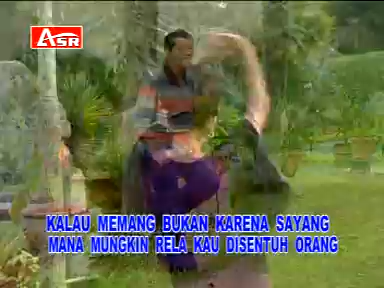 ASR
KALAU MEMANG BUKAN KARENA SAYANG
MANA MUNGKIN RELA KAU DISENTUH ORANG